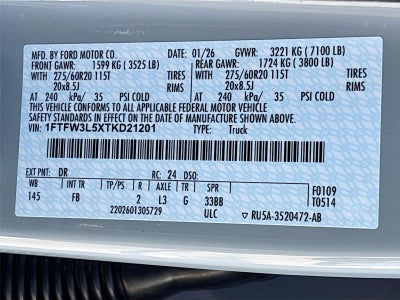 MFD. BY FORD MOTOR CO. 01/26 GVWR: 3221 KG ( 7100 LB)
FRONT GAWR: 1599 KG ( 3525 LB) REAR GAWR: 1724 KG ( 3800 LB)
WITH WITH
275/60R20 115T TIRES 275/60R20 115T TIRES
20x8.5J RIMS 20x8.5J RIMS
AT 240 kPa/ 35 PSI COLD AT 240 kPa/ 35 PSI COLD
THIS VEHICLE CONFORMS TO ALL APPLICABLE FEDERAL MOTOR VEHICLE
SAFETY STANDARDS IN EFFECT ON THE DATE OF MANUFACTURE SHOWN ABOVE.
VIN: 1FTFW3L5XTKD21201 TYPE: Truck
EXT PNT: DR RC: 24 DSO:
WB TP/PS R AXLE TR SPR F0109
145 FB 2 L3 G 33BB T0514
2202601305729 ULC RU5A-3520472-AB